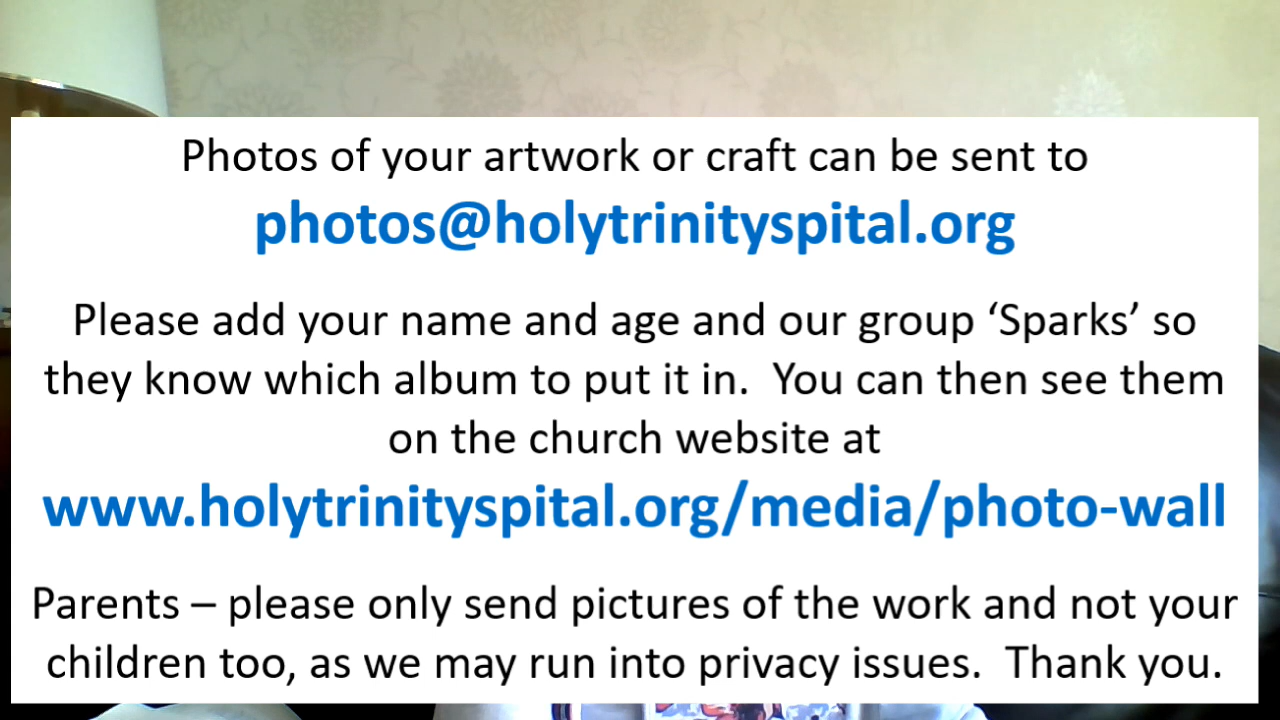 Photos of your artwork or craft can be sent to
photos@holytrinityspital.org
Please add your name and age and our group ‘Sparks’ so
they know which album to put it in.  You can then see them
on the church website at
www.holytrinityspital.org/media/photo-wall
Parents – please only send pictures of the work and not your
children too, as we may run into privacy issues.  Thank you.